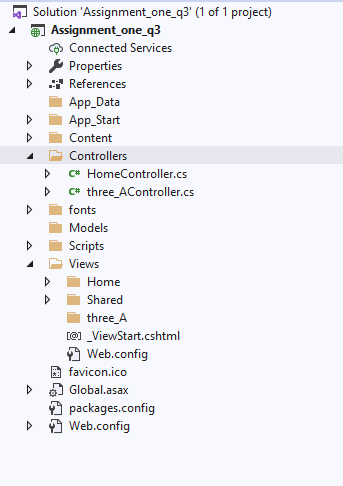 Solution 'Assignment_one_q3' (1 of 1 project)
Assignment_one_q3
Connected Services
Properties
References
App_Data
App_Start
Content
Controllers
C# HomeController.cs
C# three_AController.cs
fonts
Models
Scripts
Views
Home
Shared
three_A
[@] _ViewStart.cshtml
Web.config
favicon.ico
Global.asax
packages.config
Web.config